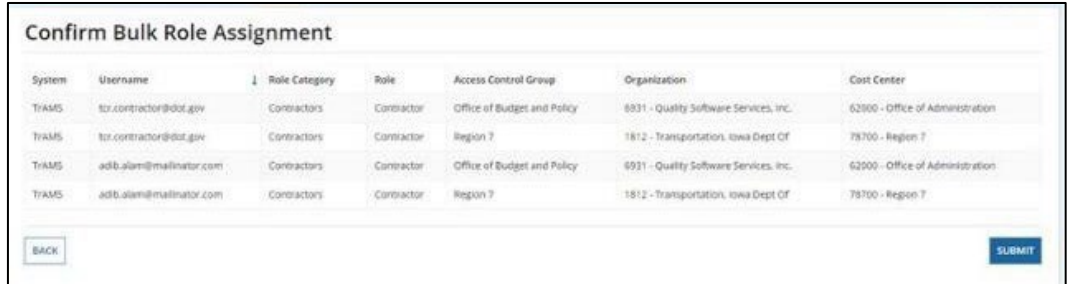 Confirm Bulk Role Assignment
System Username ↓ Role Category Role Access Control Group Organization Cost Center
TrAMS tcr.contractor@dot.gov Contractors Contractor Office of Budget and Policy 6931 - Quality Software Services, Inc. 62000 - Office of Administration
TrAMS tcr.contractor@dot.gov Contractors Contractor Region 7 1812 - Transportation, Iowa Dept Of 78700 - Region 7
TrAMS adib.alam@mailinator.com Contractors Contractor Office of Budget and Policy 6931 - Quality Software Services, Inc. 62000 - Office of Administration
TrAMS adib.alam@mailinator.com Contractors Contractor Region 7 1812 - Transportation, Iowa Dept Of 78700 - Region 7
BACK SUBMIT